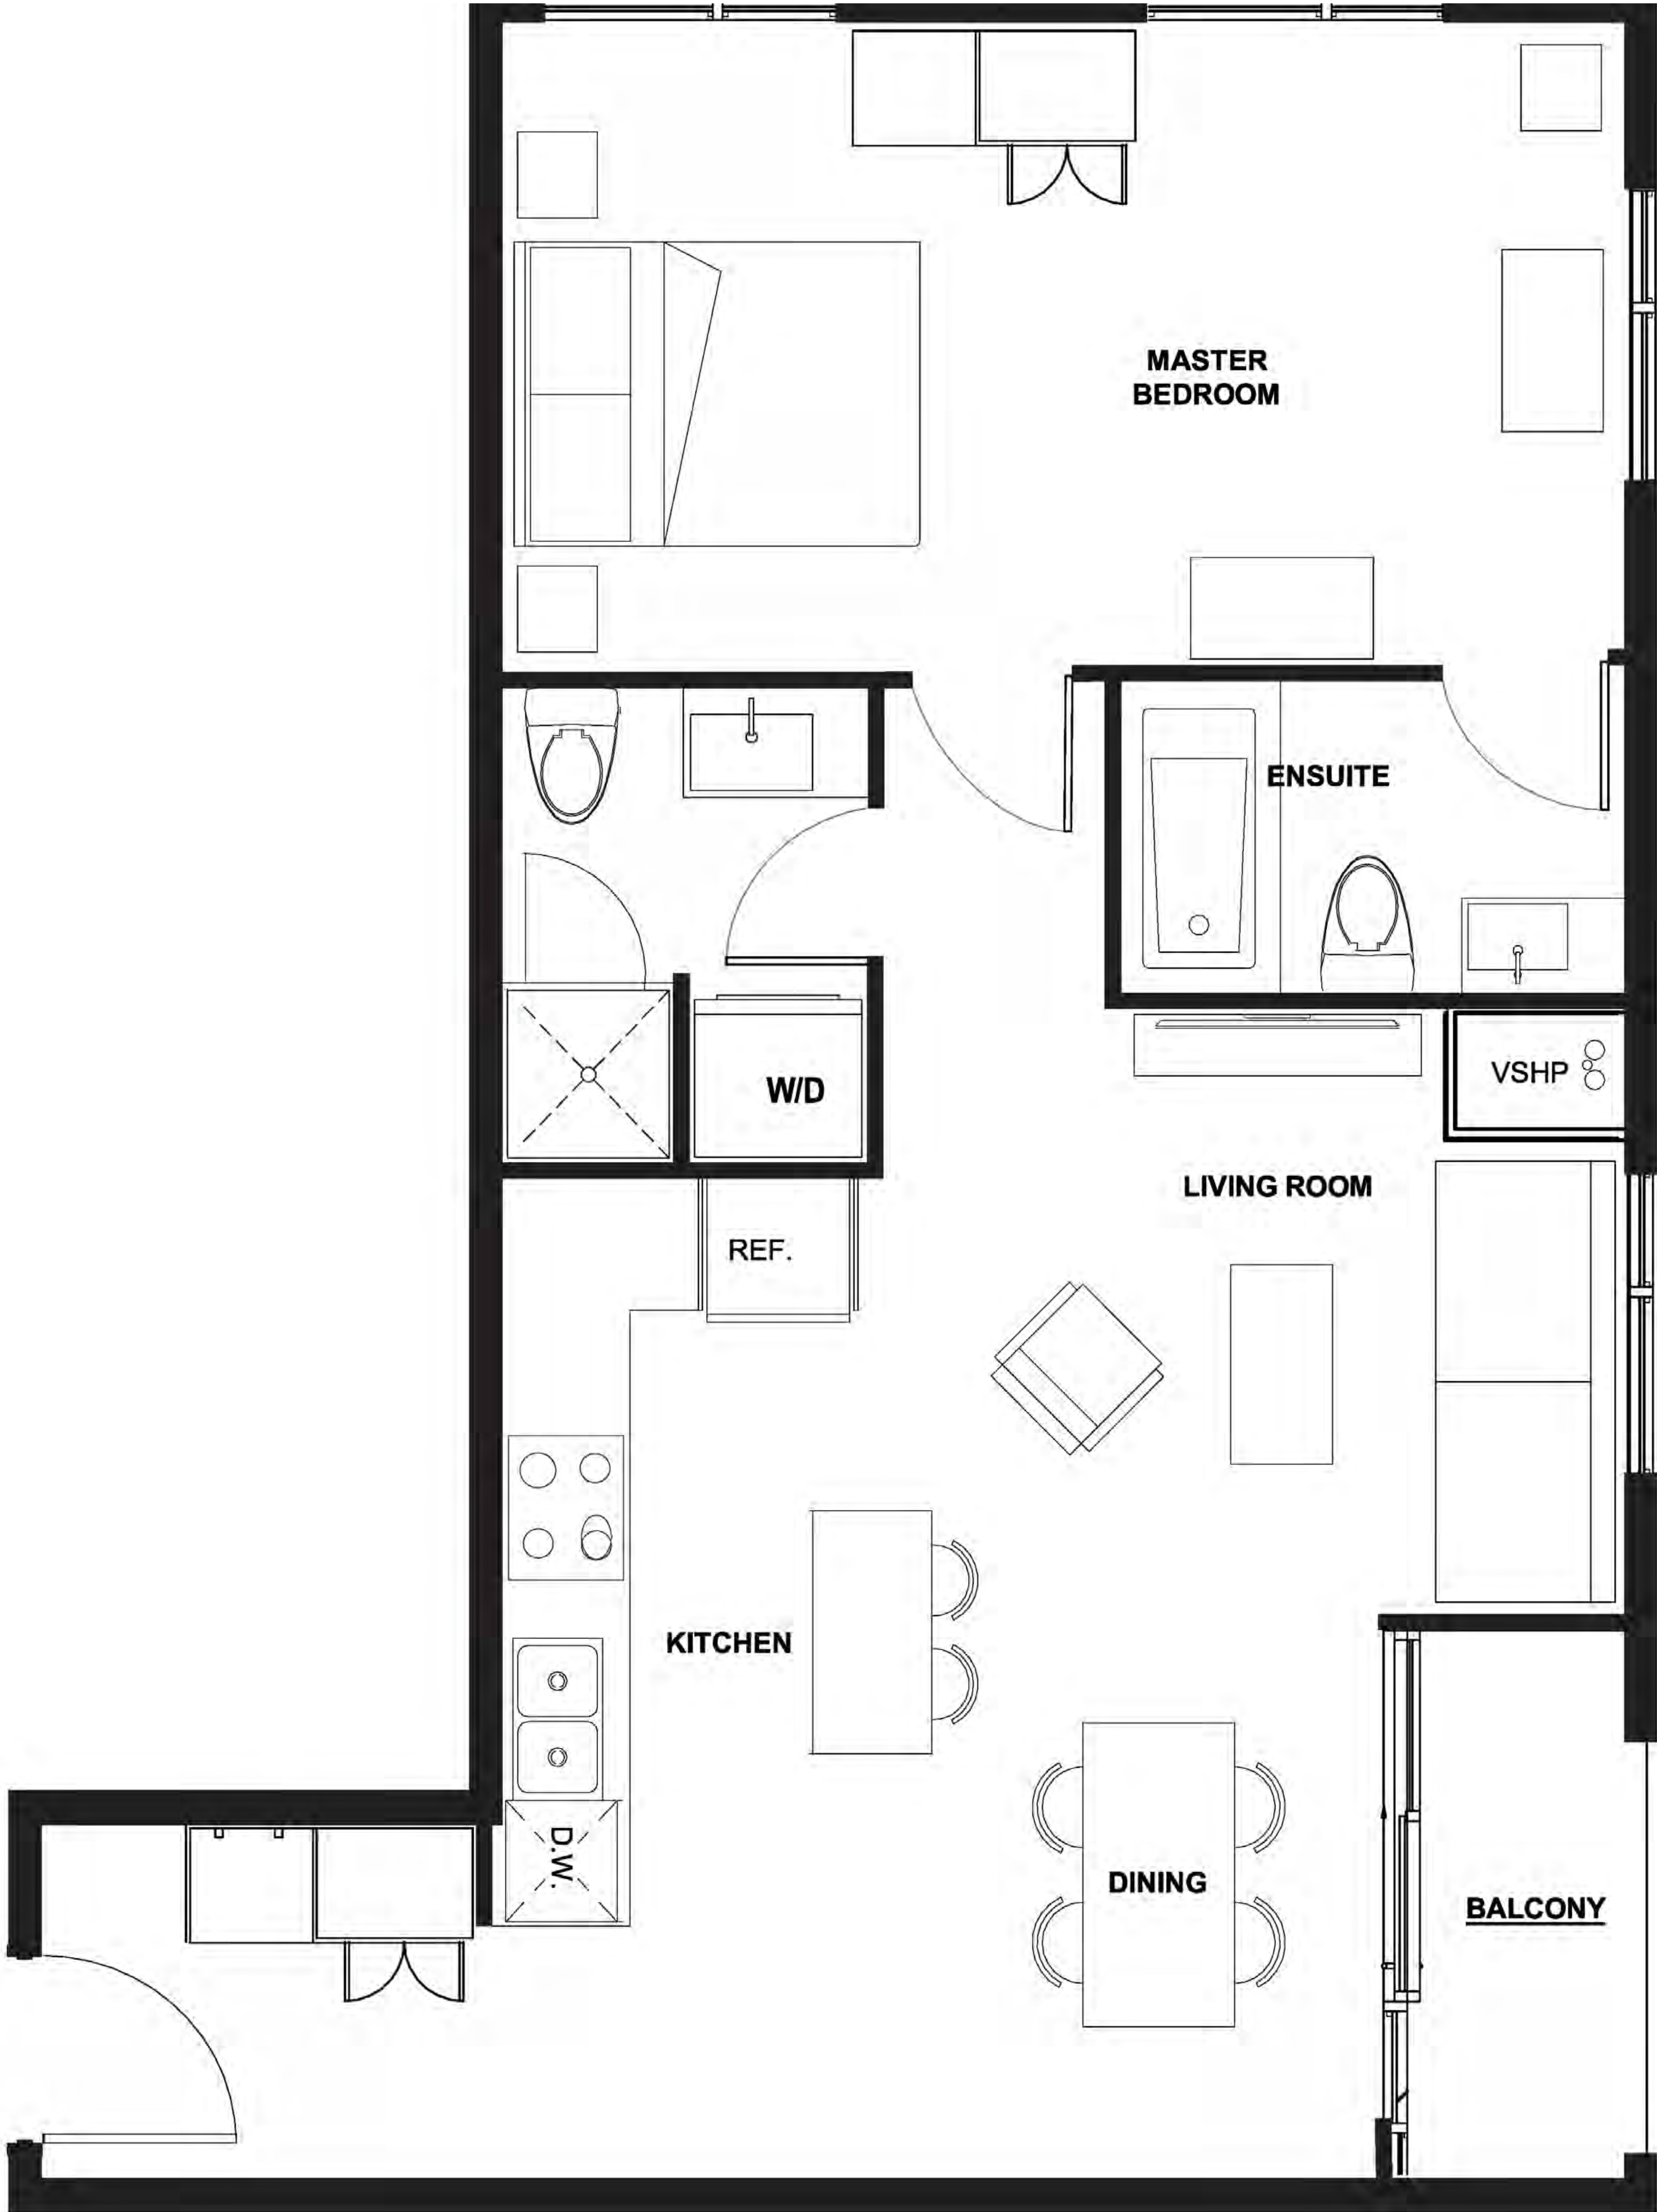 MASTER
BEDROOM
ENSUITE
W/D
VSHP
LIVING ROOM
REF.
KITCHEN
D.W.
DINING
BALCONY